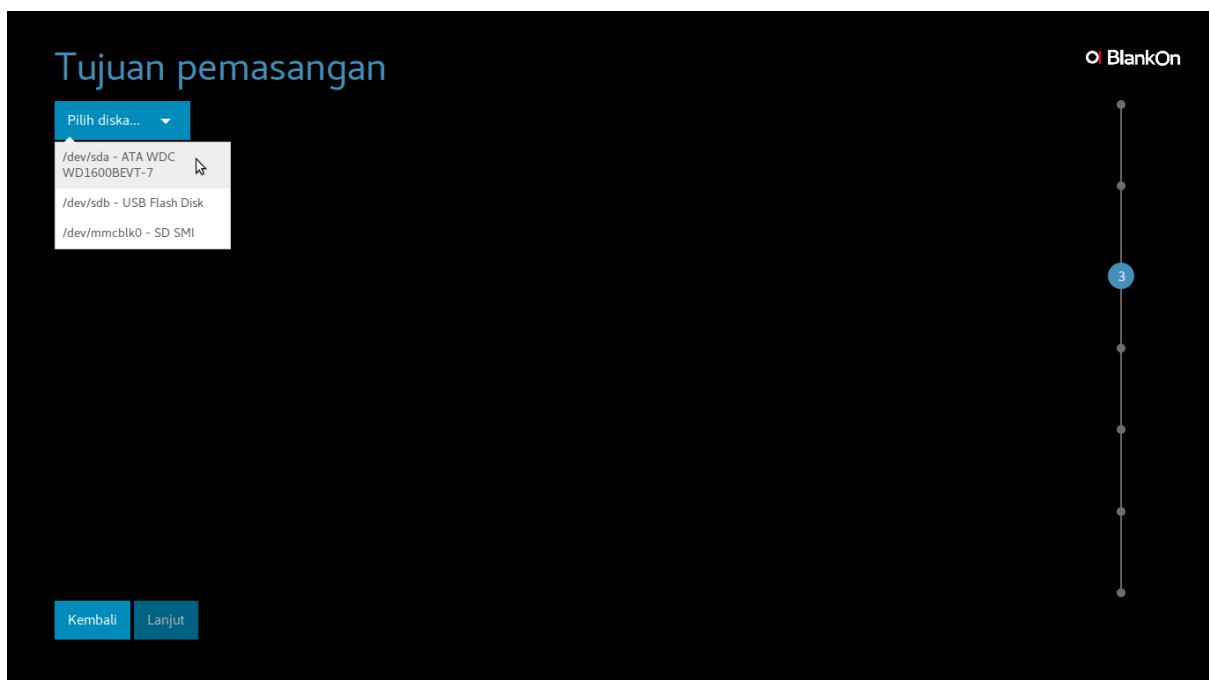 Tujuan pemasangan
BlankOn
Pilih diska...
/dev/sda - ATA WDC
WD1600BEVT-7
/dev/sdb - USB Flash Disk
/dev/mmcblk0 - SD SMI
3
Kembali
Lanjut